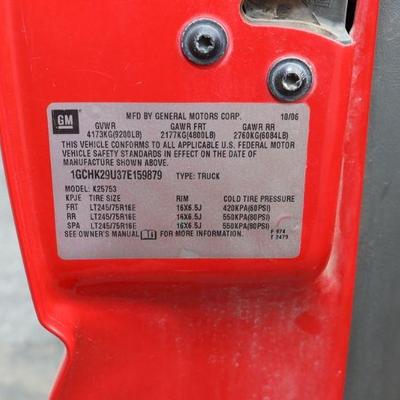 GM
MFD BY GENERAL MOTORS CORP. 10/06
GVWR GAWR FRT GAWR RR
4173KG(9200LB) 2177KG(4800LB) 2760KG(6084LB)
THIS VEHICLE CONFORMS TO ALL APPLICABLE U.S. FEDERAL MOTOR
VEHICLE SAFETY STANDARDS IN EFFECT ON THE DATE OF
MANUFACTURE SHOWN ABOVE.
1GCHK29U37E159879 TYPE: TRUCK
MODEL: K25753
KPJE TIRE SIZE RIM COLD TIRE PRESSURE
FRT LT245/75R16E 16X6.5J 420KPA(60PSI)
RR LT245/75R16E 16X6.5J 550KPA(80PSI)
SPA LT245/75R16E 16X6.5J 550KPA(80PSI)
SEE OWNER'S MANUAL FOR MORE INFORMATION.
F 974
T 2479